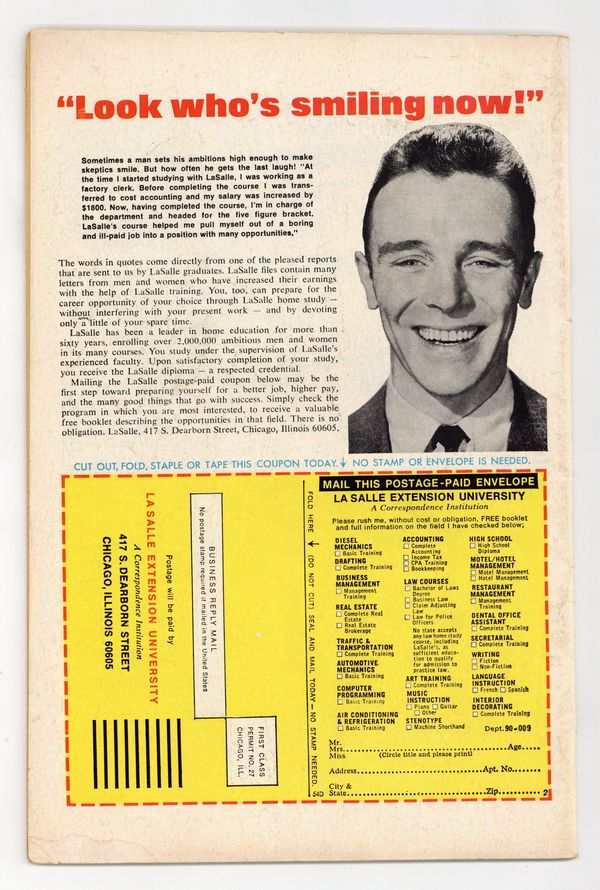 “Look who’s smiling now!”
Sometimes a man sets his ambitions high enough to make
skeptics smile. But how often he gets the last laugh! “At
the time I started studying with LaSalle, I was working as a
factory clerk. Before completing the course I was trans-
ferred to cost accounting and my salary was increased by
$1800. Now, having completed the course, I’m in charge of
the department and headed for the five figure bracket.
LaSalle’s course helped me pull myself out of a boring
and ill-paid job into a position with many opportunities.”
The words in quotes come directly from one of the pleased reports
that are sent to us by LaSalle graduates. LaSalle files contain many
letters from men and women who have increased their earnings
with the help of LaSalle training. You, too, can prepare for the
career opportunity of your choice through LaSalle home study —
without interfering with your present work — and by devoting
only a little of your spare time.
LaSalle has been a leader in home education for more than
sixty years, enrolling over 2,000,000 ambitious men and women
in its many courses. You study under the supervision of LaSalle’s
experienced faculty. Upon satisfactory completion of your study,
you receive the LaSalle diploma — a respected credential.
Mailing the LaSalle postage-paid coupon below may be the
first step toward preparing yourself for a better job, higher pay,
and the many good things that go with success. Simply check the
program in which you are most interested, to receive a valuable
free booklet describing the opportunities in that field. There is no
obligation. LaSalle, 417 S. Dearborn Street, Chicago, Illinois 60605.
CUT OUT, FOLD, STAPLE OR TAPE THIS COUPON TODAY. NO STAMP OR ENVELOPE IS NEEDED.
BUSINESS REPLY MAIL
No postage stamp required if mailed in the United States
FIRST CLASS
PERMIT NO. 27
CHICAGO, ILL.
Postage will be paid by
LA SALLE EXTENSION UNIVERSITY
A Correspondence Institution
417 S. DEARBORN STREET
CHICAGO, ILLINOIS 60605
FOLD HERE (DO NOT CUT) SEAL AND MAIL TODAY—NO STAMP NEEDED.
54D
MAIL THIS POSTAGE-PAID ENVELOPE
LA SALLE EXTENSION UNIVERSITY
A Correspondence Institution
Please rush me, without cost or obligation, FREE booklet
and full information on the field I have checked below:
DIESEL
MECHANICS
Basic Training
DRAFTING
Complete Training
BUSINESS
MANAGEMENT
Management
Training
REAL ESTATE
Complete Real
Estate
Real Estate
Brokerage
TRAFFIC &
TRANSPORTATION
Complete Training
AUTOMOTIVE
MECHANICS
Basic Training
COMPUTER
PROGRAMMING
Basic Training
AIR CONDITIONING
& REFRIGERATION
Basic Training
ACCOUNTING
Complete
Accounting
Income Tax
CPA Training
Bookkeeping
LAW COURSES
Bachelor of Laws
Degree
Business Law
Claim Adjusting
Law
Law for Police
Officers
No state accepts
any law home study
course, including
LaSalle’s, as
sufficient educa-
tion to qualify
for admission to
practice law.
ART TRAINING
Complete Training
MUSIC
INSTRUCTION
Piano Guitar
Other
STENOTYPE
Machine Shorthand
HIGH SCHOOL
High School
Diploma
MOTEL/HOTEL
MANAGEMENT
Motel Management
Hotel Management
RESTAURANT
MANAGEMENT
Management
Training
DENTAL OFFICE
ASSISTANT
Complete Training
SECRETARIAL
Complete Training
WRITING
Fiction
Non-Fiction
LANGUAGE
INSTRUCTION
French Spanish
INTERIOR
DECORATING
Complete Training
Dept. 90-009
Mr.
Mrs. Age
Miss (Circle title and please print)
Address Apt. No.
City &
State Zip 2